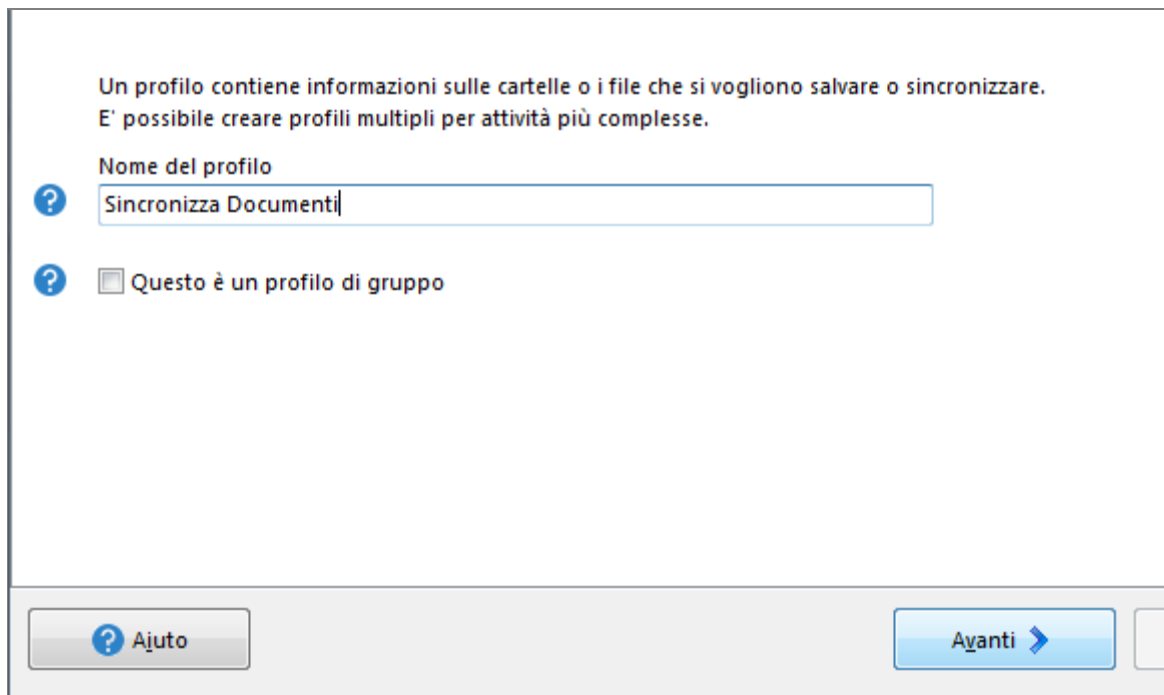 Un profilo contiene informazioni sulle cartelle o i file che si vogliono salvare o sincronizzare.
E' possibile creare profili multipli per attività più complesse.
Nome del profilo
Sincronizza Documenti
Questo è un profilo di gruppo
Aiuto
Avanti